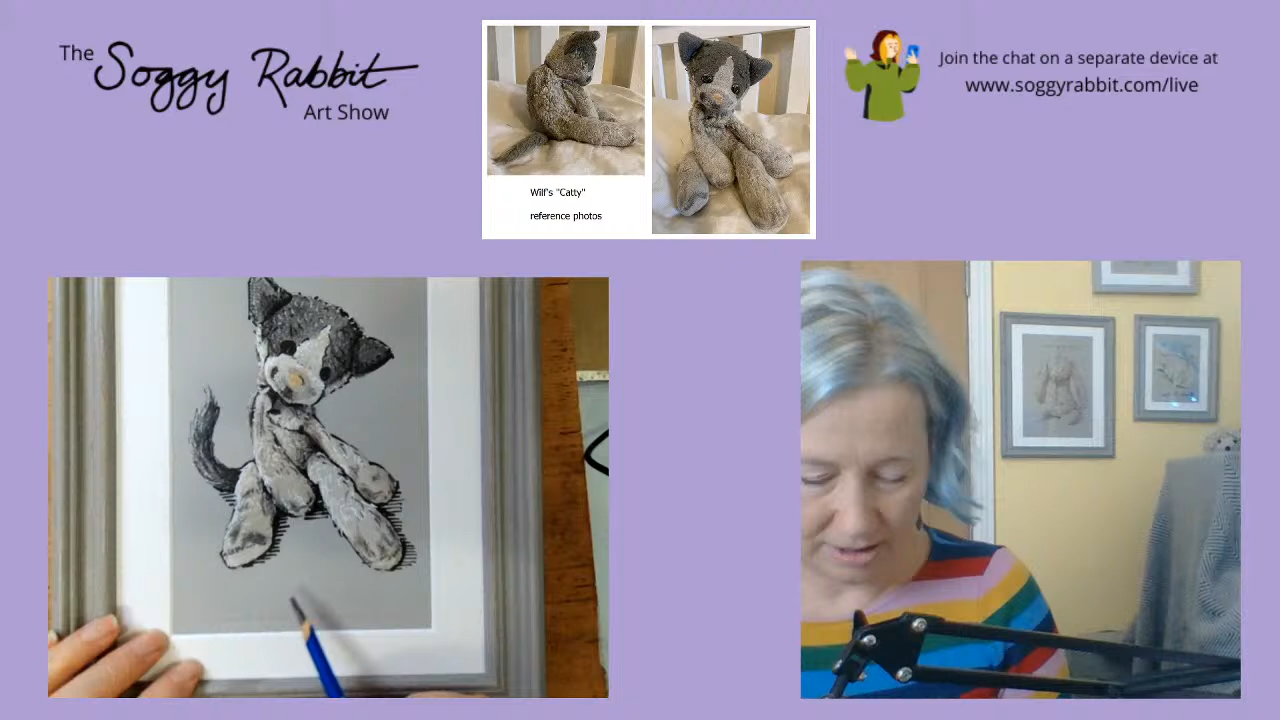 The
Soggy Rabbit
Art Show
Wilf's "Catty"
reference photos
Join the chat on a separate device at
www.soggyrabbit.com/live